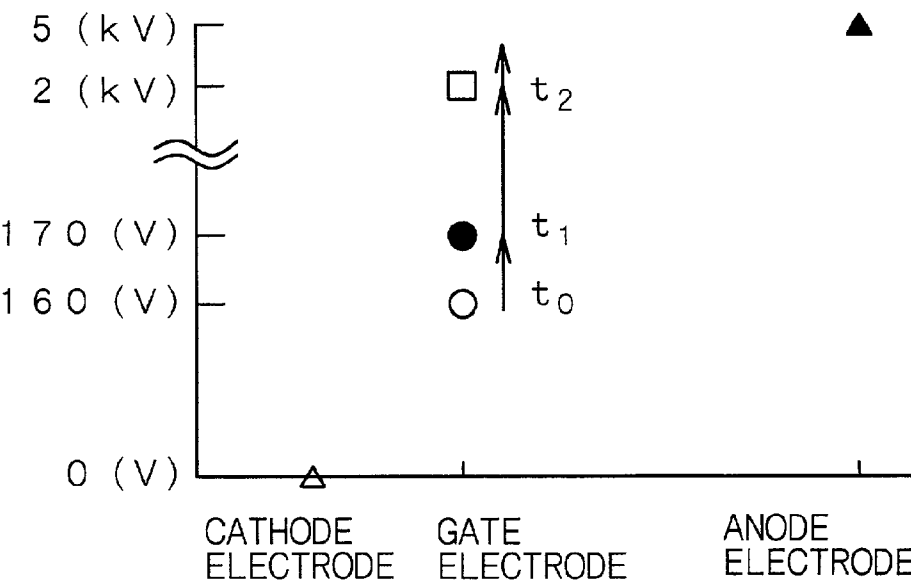 5 (kV)
2 (kV)
t2
170 (V)
t1
160 (V)
t0
0 (V)
CATHODE
ELECTRODE
GATE
ELECTRODE
ANODE
ELECTRODE